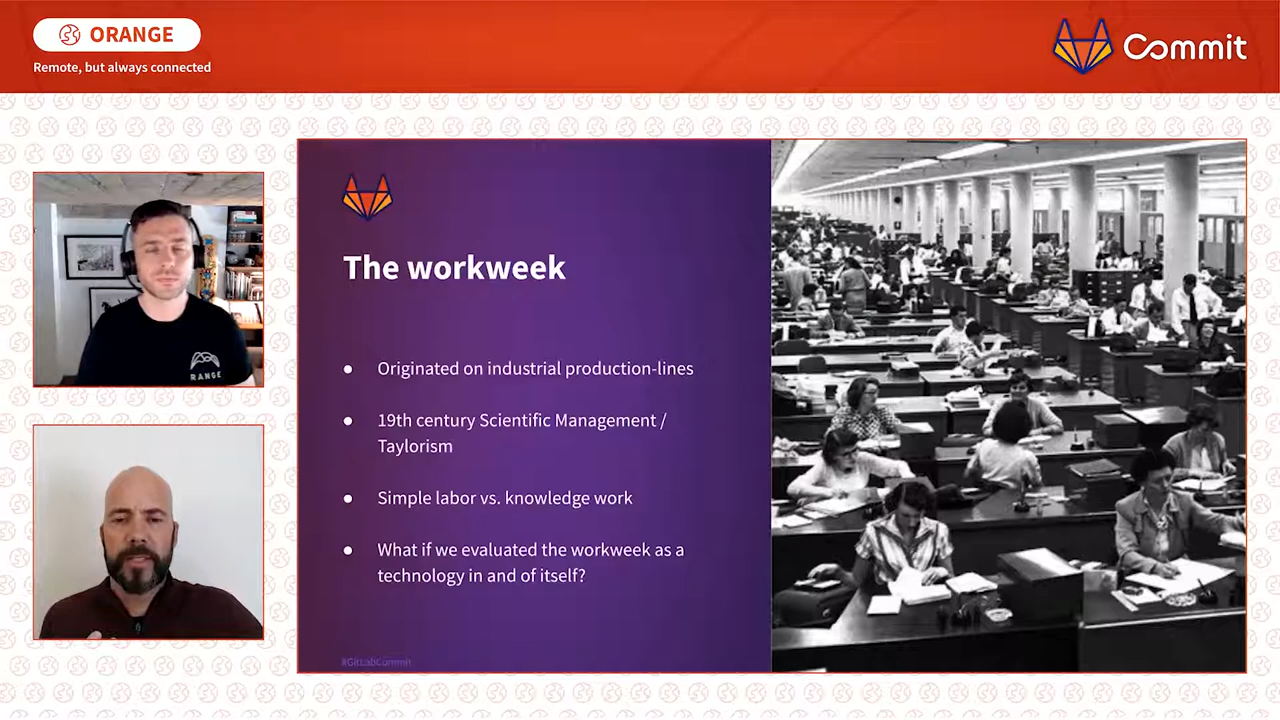 ORANGE
Remote, but always connected
Commit
RANGE
The workweek
● Originated on industrial production-lines
● 19th century Scientific Management /
Taylorism
● Simple labor vs. knowledge work
● What if we evaluated the workweek as a
technology in and of itself?
#GitLabCommit